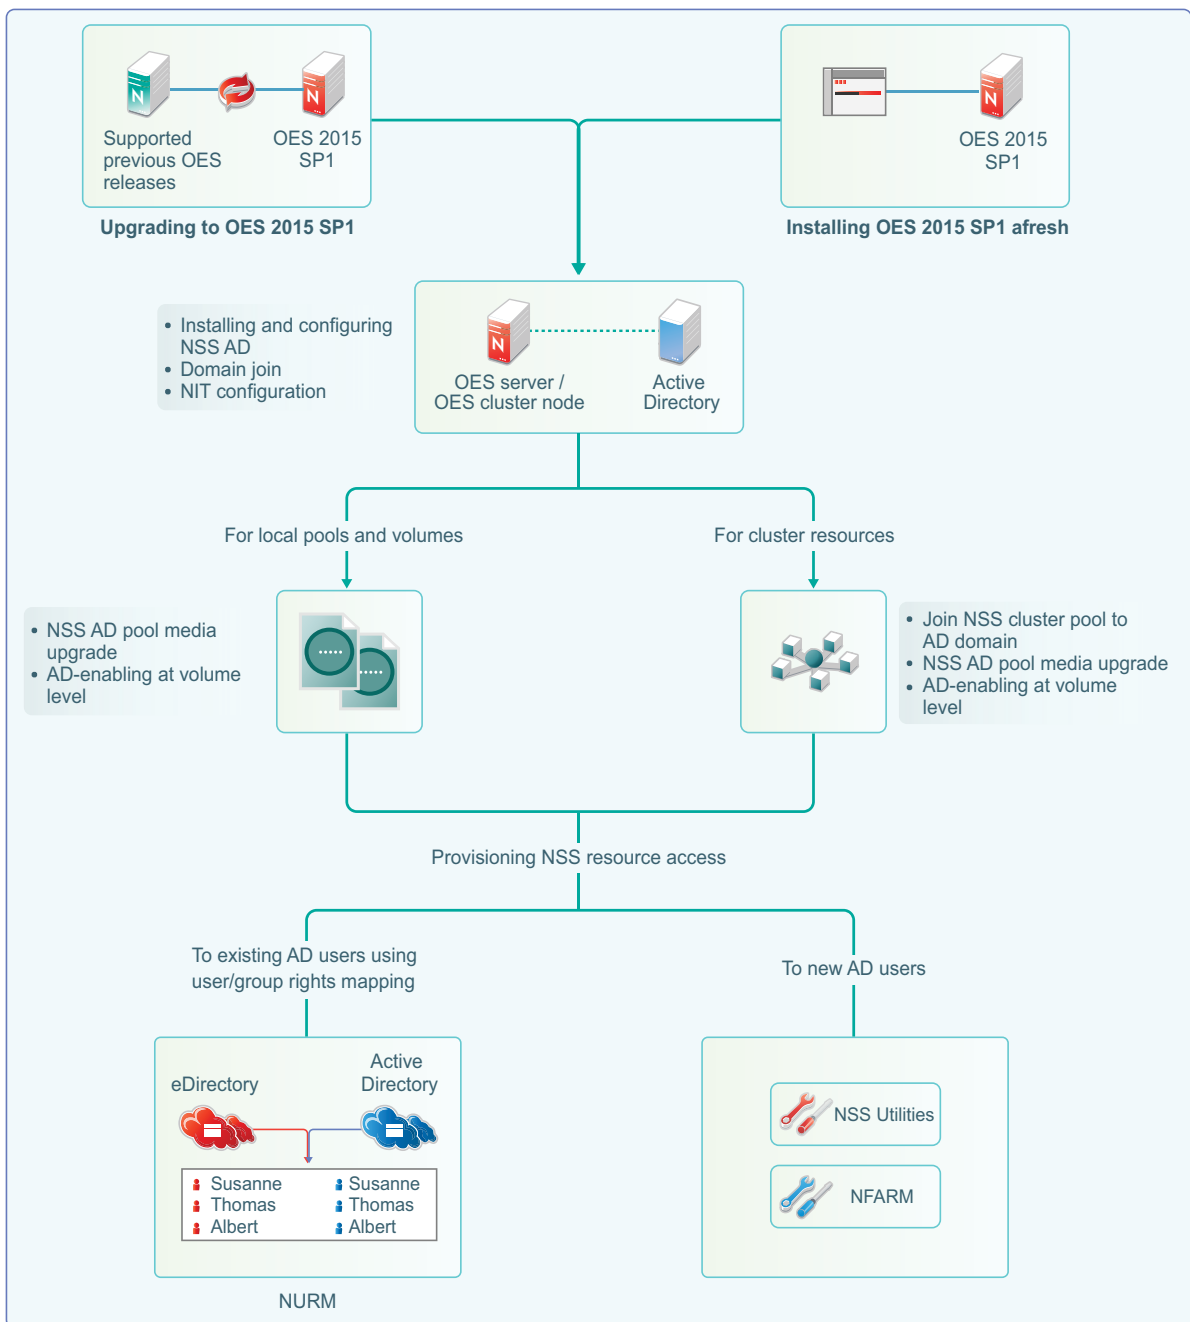 Supported
previous OES
releases
OES 2015
SP1
OES 2015
SP1
Upgrading to OES 2015 SP1
Installing OES 2015 SP1 afresh
• Installing and configuring
NSS AD
• Domain join
• NIT configuration
OES server /
OES cluster node
Active
Directory
For local pools and volumes
For cluster resources
• NSS AD pool media
upgrade
• AD-enabling at volume
level
• Join NSS cluster pool to
AD domain
• NSS AD pool media upgrade
• AD-enabling at volume
level
Provisioning NSS resource access
To existing AD users using
user/group rights mapping
To new AD users
eDirectory
Active
Directory
Susanne
Thomas
Albert
Susanne
Thomas
Albert
NURM
NSS Utilities
NFARM